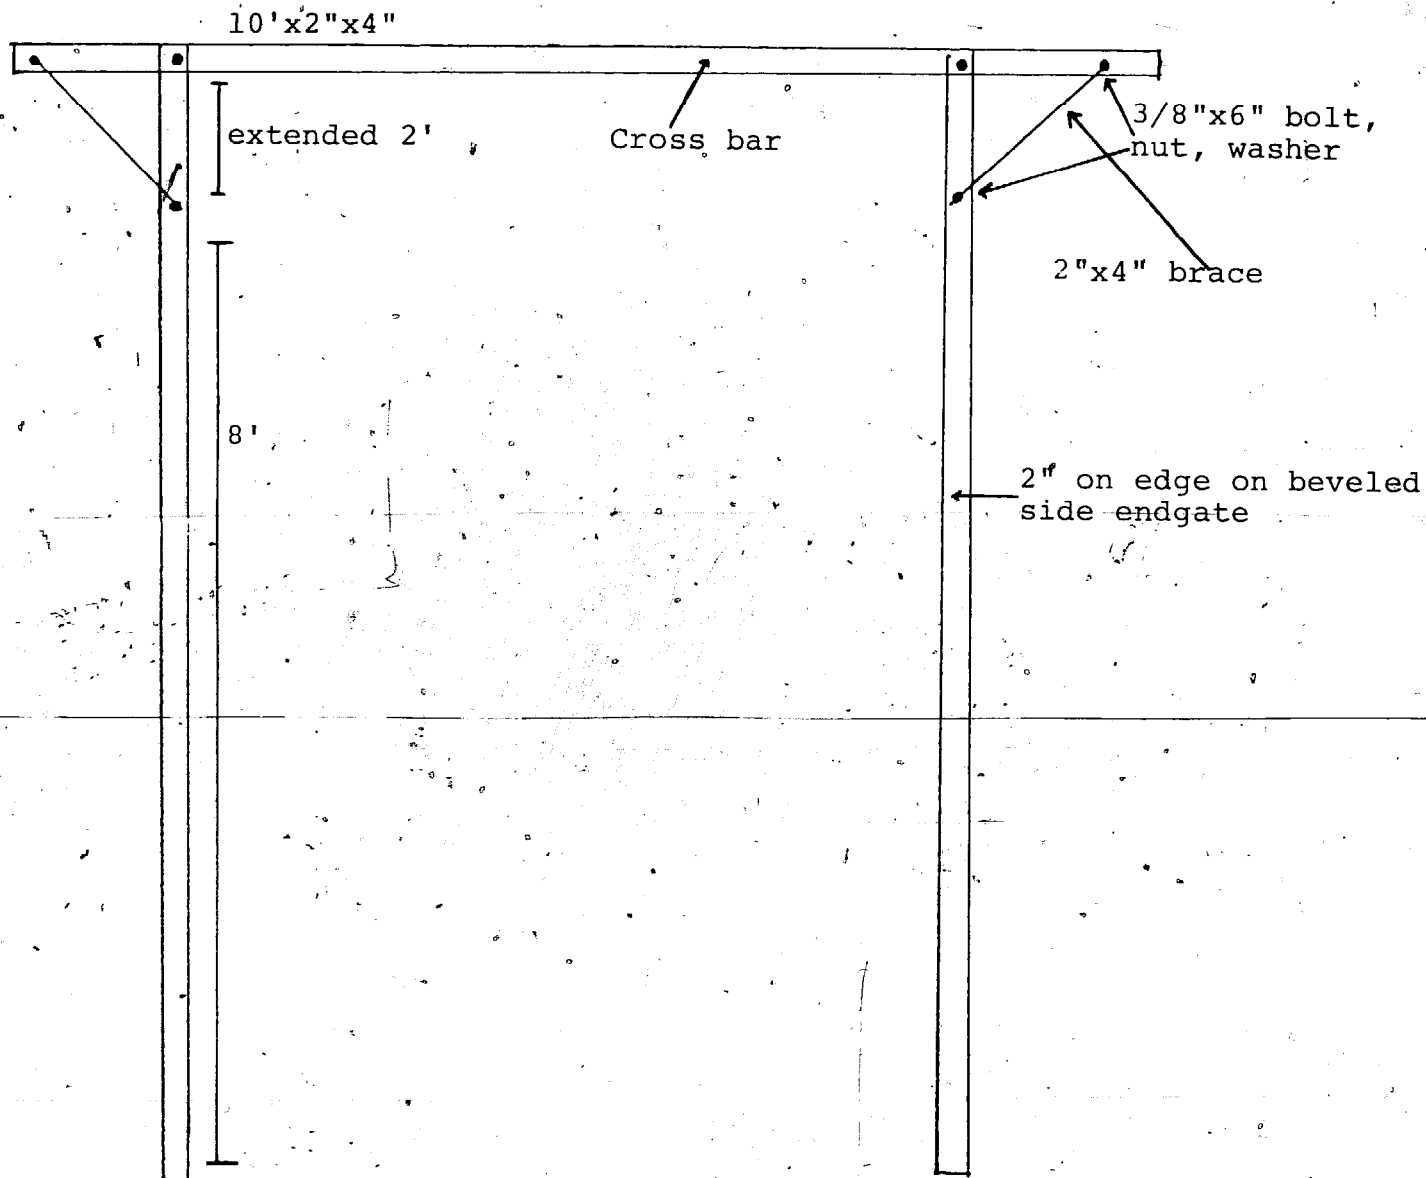 10'x2"x4"
extended 2'
Cross bar
3/8"x6" bolt,
nut, washer
2"x4" brace
8'
2" on edge on beveled
side endgate